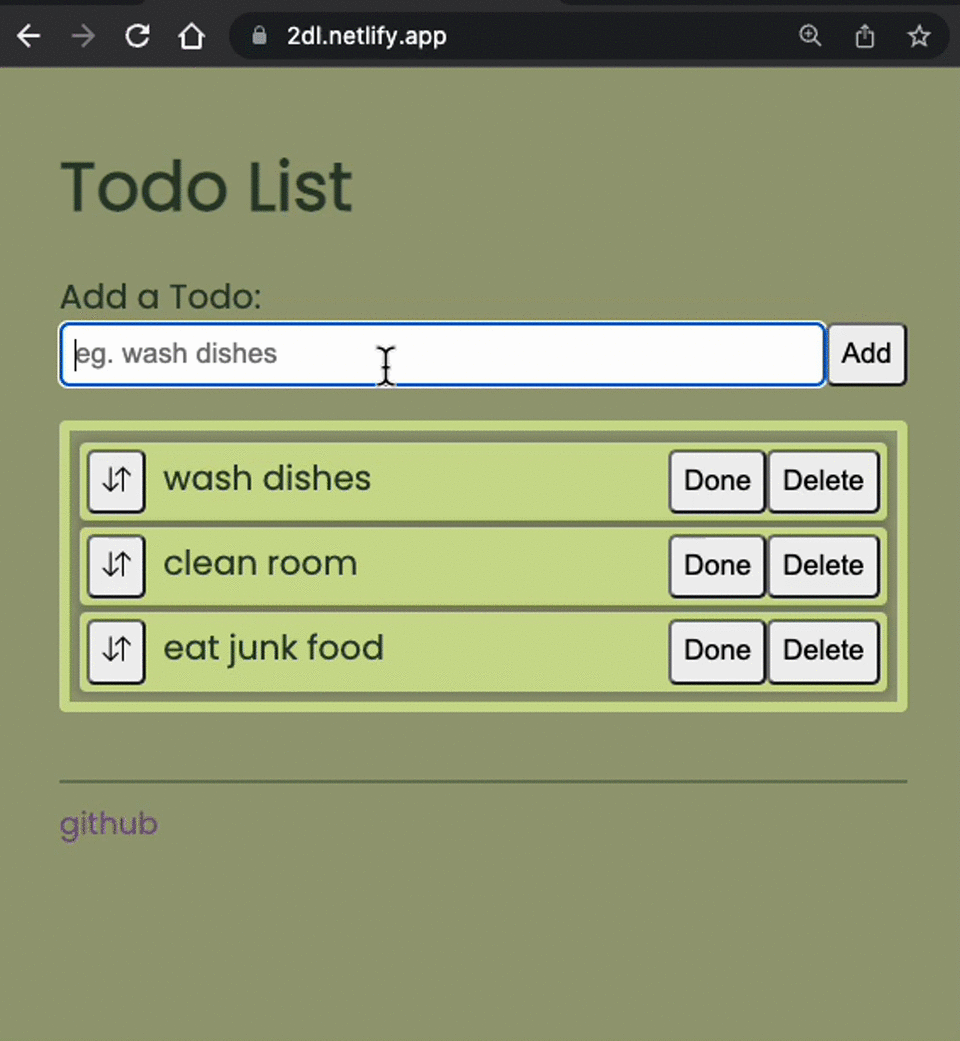 2dl.netlify.app
Todo List
Add a Todo:
eg. wash dishes Add
wash dishes Done Delete
clean room Done Delete
eat junk food Done Delete
github